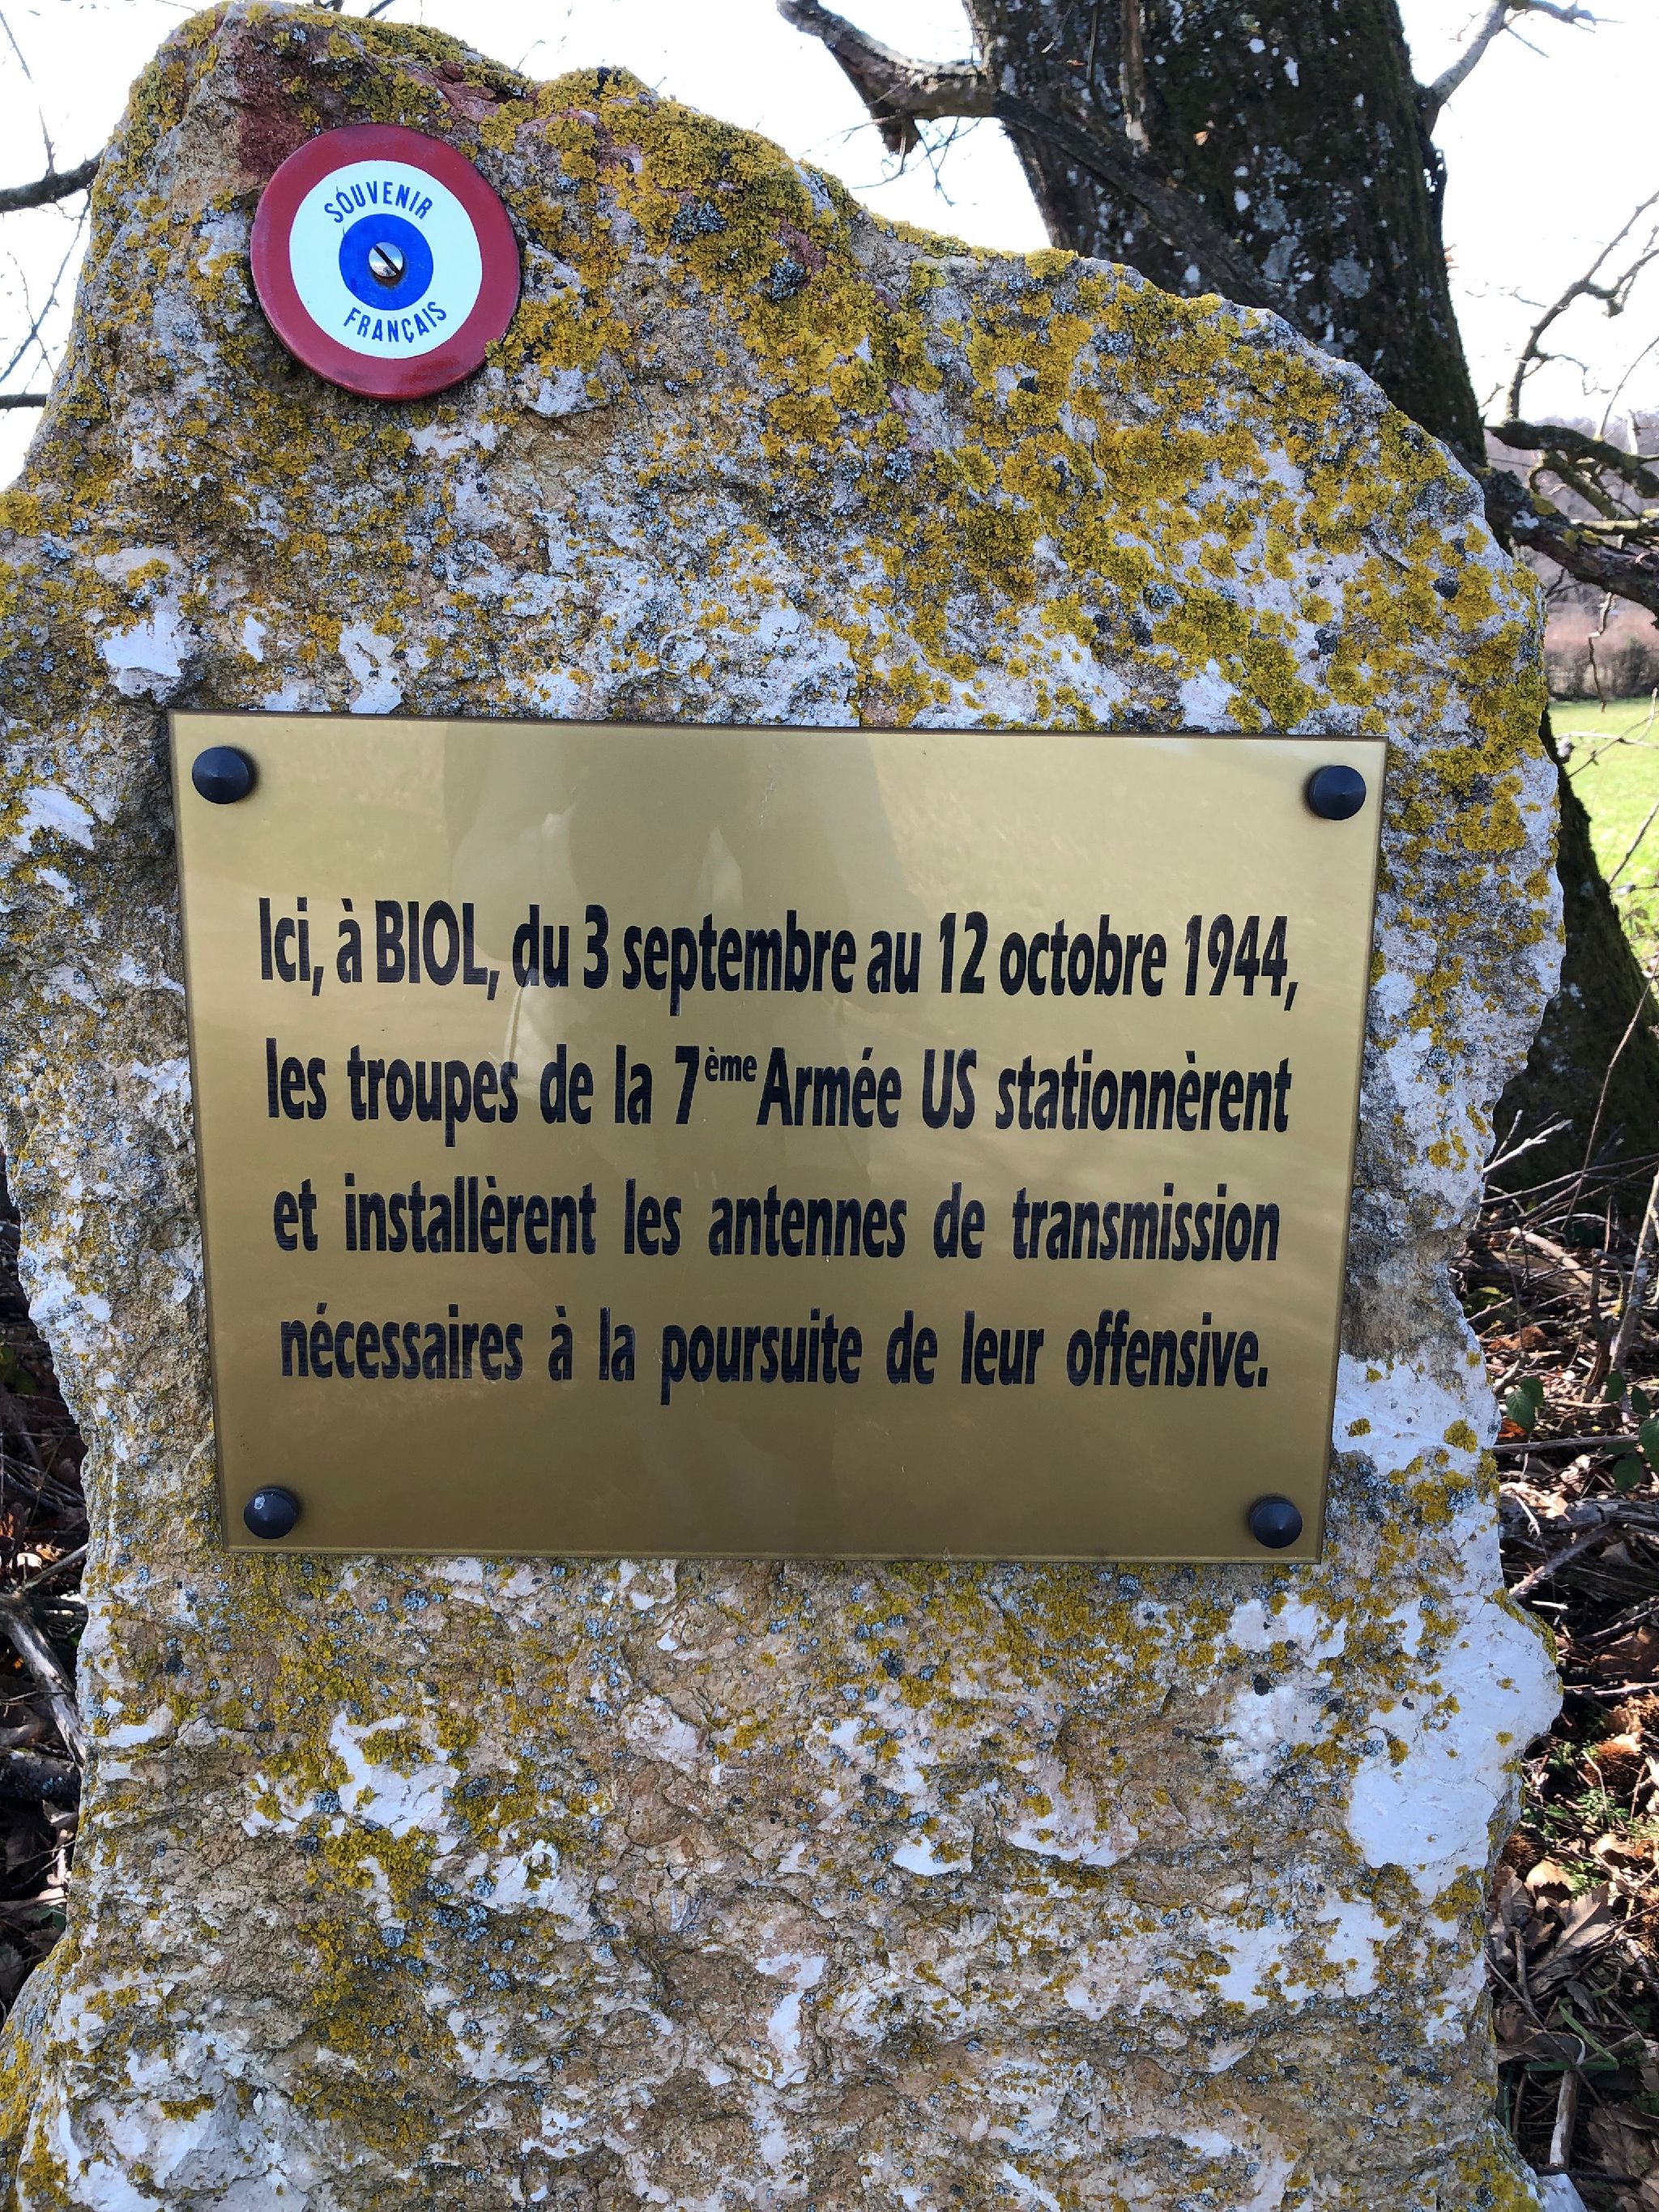 SOUVENIR
FRANÇAIS
Ici, à BIOL, du 3 septembre au 12 octobre 1944,
les troupes de la 7ème Armée US stationnèrent
et installèrent les antennes de transmission
nécessaires à la poursuite de leur offensive.